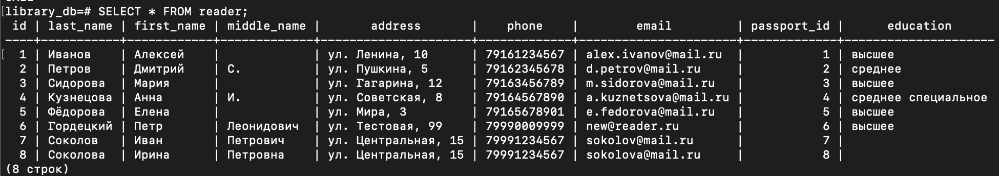 library_db=# SELECT * FROM reader;
 id | last_name | first_name | middle_name |       address        |    phone    |        email         | passport_id |      education
----+-----------+------------+-------------+----------------------+-------------+----------------------+-------------+---------------------
  1 | Иванов    | Алексей    |             | ул. Ленина, 10       | 79161234567 | alex.ivanov@mail.ru  |           1 | высшее
  2 | Петров    | Дмитрий    | С.          | ул. Пушкина, 5       | 79162345678 | d.petrov@mail.ru     |           2 | среднее
  3 | Сидорова  | Мария      |             | ул. Гагарина, 12     | 79163456789 | m.sidorova@mail.ru   |           3 | высшее
  4 | Кузнецова | Анна       | И.          | ул. Советская, 8     | 79164567890 | a.kuznetsova@mail.ru |           4 | среднее специальное
  5 | Фёдорова  | Елена      |             | ул. Мира, 3          | 79165678901 | e.fedorova@mail.ru   |           5 | высшее
  6 | Гордецкий | Петр       | Леонидович  | ул. Тестовая, 99     | 79990009999 | new@reader.ru        |           6 | высшее
  7 | Соколов   | Иван       | Петрович    | ул. Центральная, 15 | 79991234567 | sokolov@mail.ru      |           7 |
  8 | Соколова  | Ирина      | Петровна    | ул. Центральная, 15 | 79991234567 | sokolova@mail.ru     |           8 |
(8 строк)